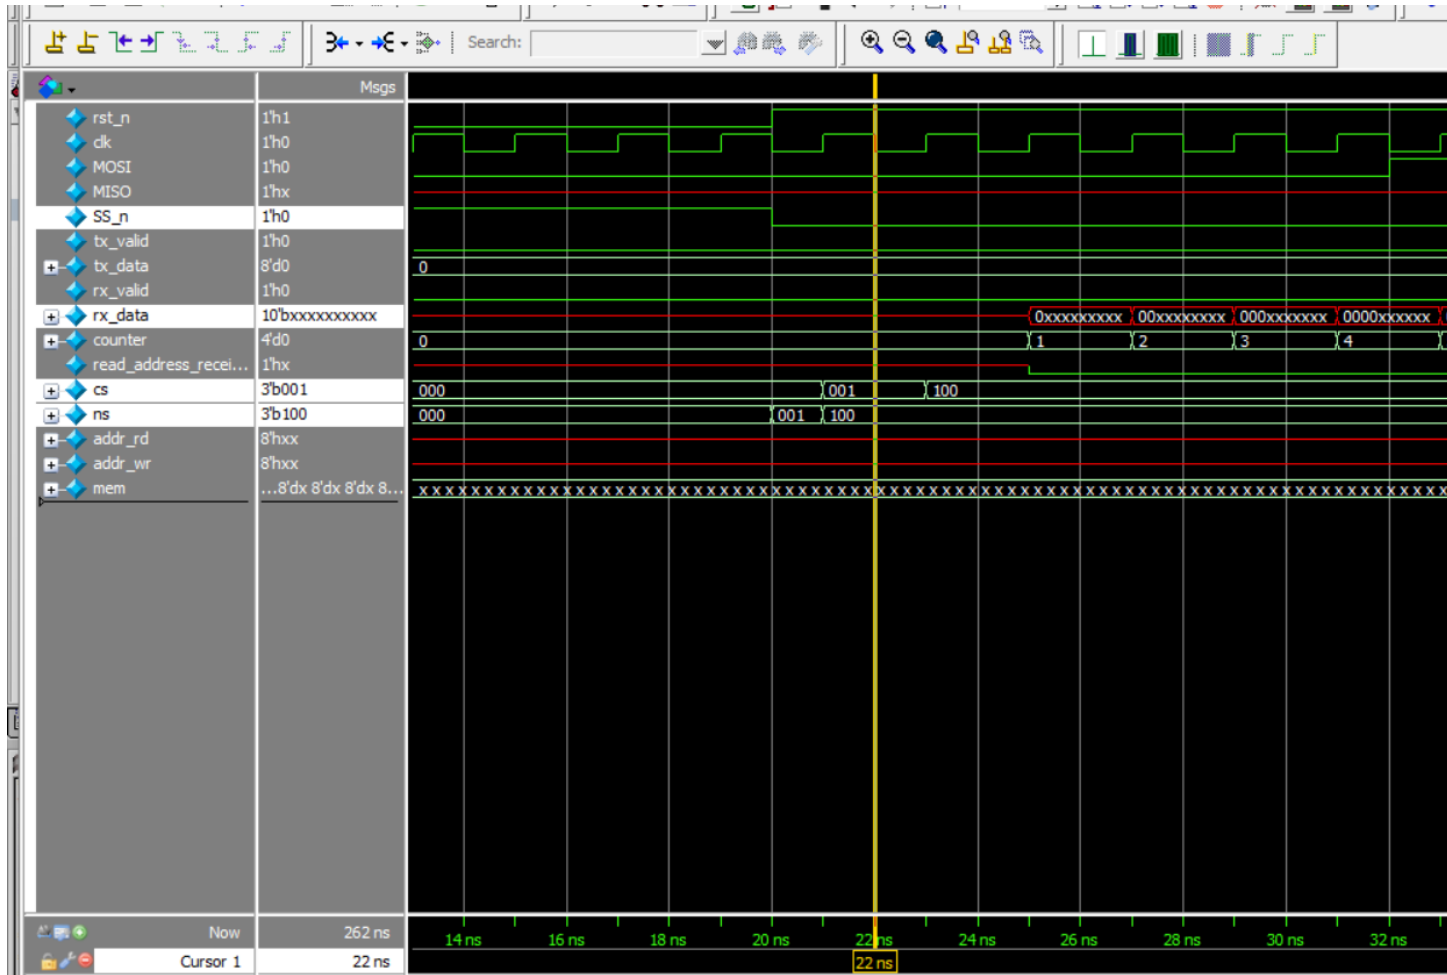 Search:
Msgs
rst_n 1'h1
clk 1'h0
MOSI 1'h0
MISO 1'hx
SS_n 1'h0
tx_valid 1'h0
tx_data 8'd0 0
rx_valid 1'h0
rx_data 10'bxxxxxxxxxx 0xxxxxxxxx 00xxxxxxxx 000xxxxxxx 0000xxxxxx
counter 4'd0 0 1 2 3 4
read_address_recei... 1'hx
cs 3'b001 000 001 100
ns 3'b100 000 001 100
addr_rd 8'hxx
addr_wr 8'hxx
mem ...8'dx 8'dx 8'dx 8... x x x x x x x x x x x x x x x x x x x x x x x x x x x x x x x x x x x x x x x x x x x x x x x x x x x x x x x x x x x x x x x x x x x x x x x x x x x x x x x
Now 262 ns 14 ns 16 ns 18 ns 20 ns 22 ns 24 ns 26 ns 28 ns 30 ns 32 ns
Cursor 1 22 ns 22 ns